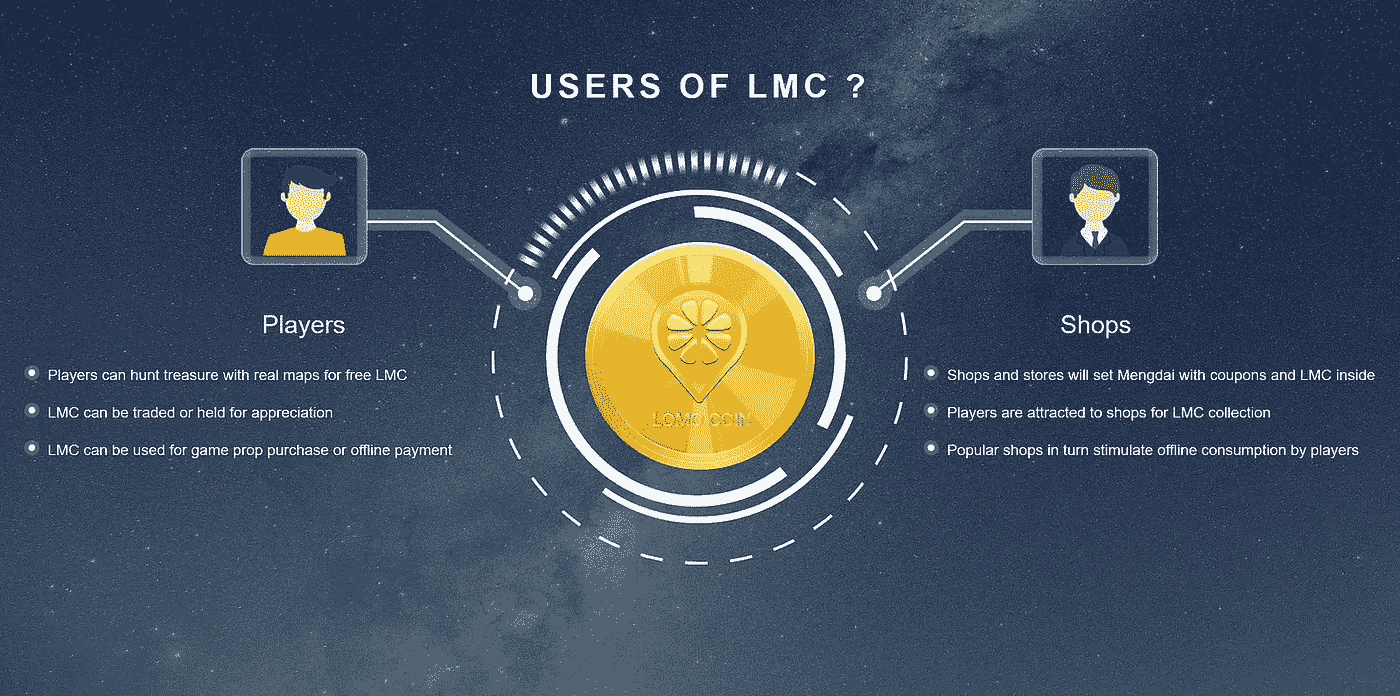 USERS OF LMC ?
Players
Players can hunt treasure with real maps for free LMC
LMC can be traded or held for appreciation
LMC can be used for game prop purchase or offline payment
LOMO COIN
Shops
Shops and stores will set Mengdai with coupons and LMC inside
Players are attracted to shops for LMC collection
Popular shops in turn stimulate offline consumption by players